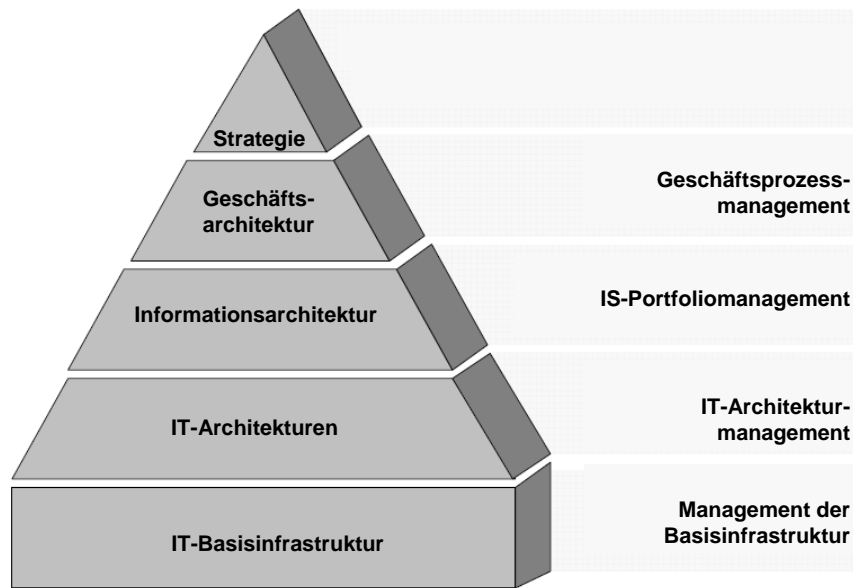 Strategie
Geschäfts-
architektur
Geschäftsprozess-
management
Informationsarchitektur
IS-Portfoliomanagement
IT-Architekturen
IT-Architektur-
management
IT-Basisinfrastruktur
Management der
Basisinfrastruktur